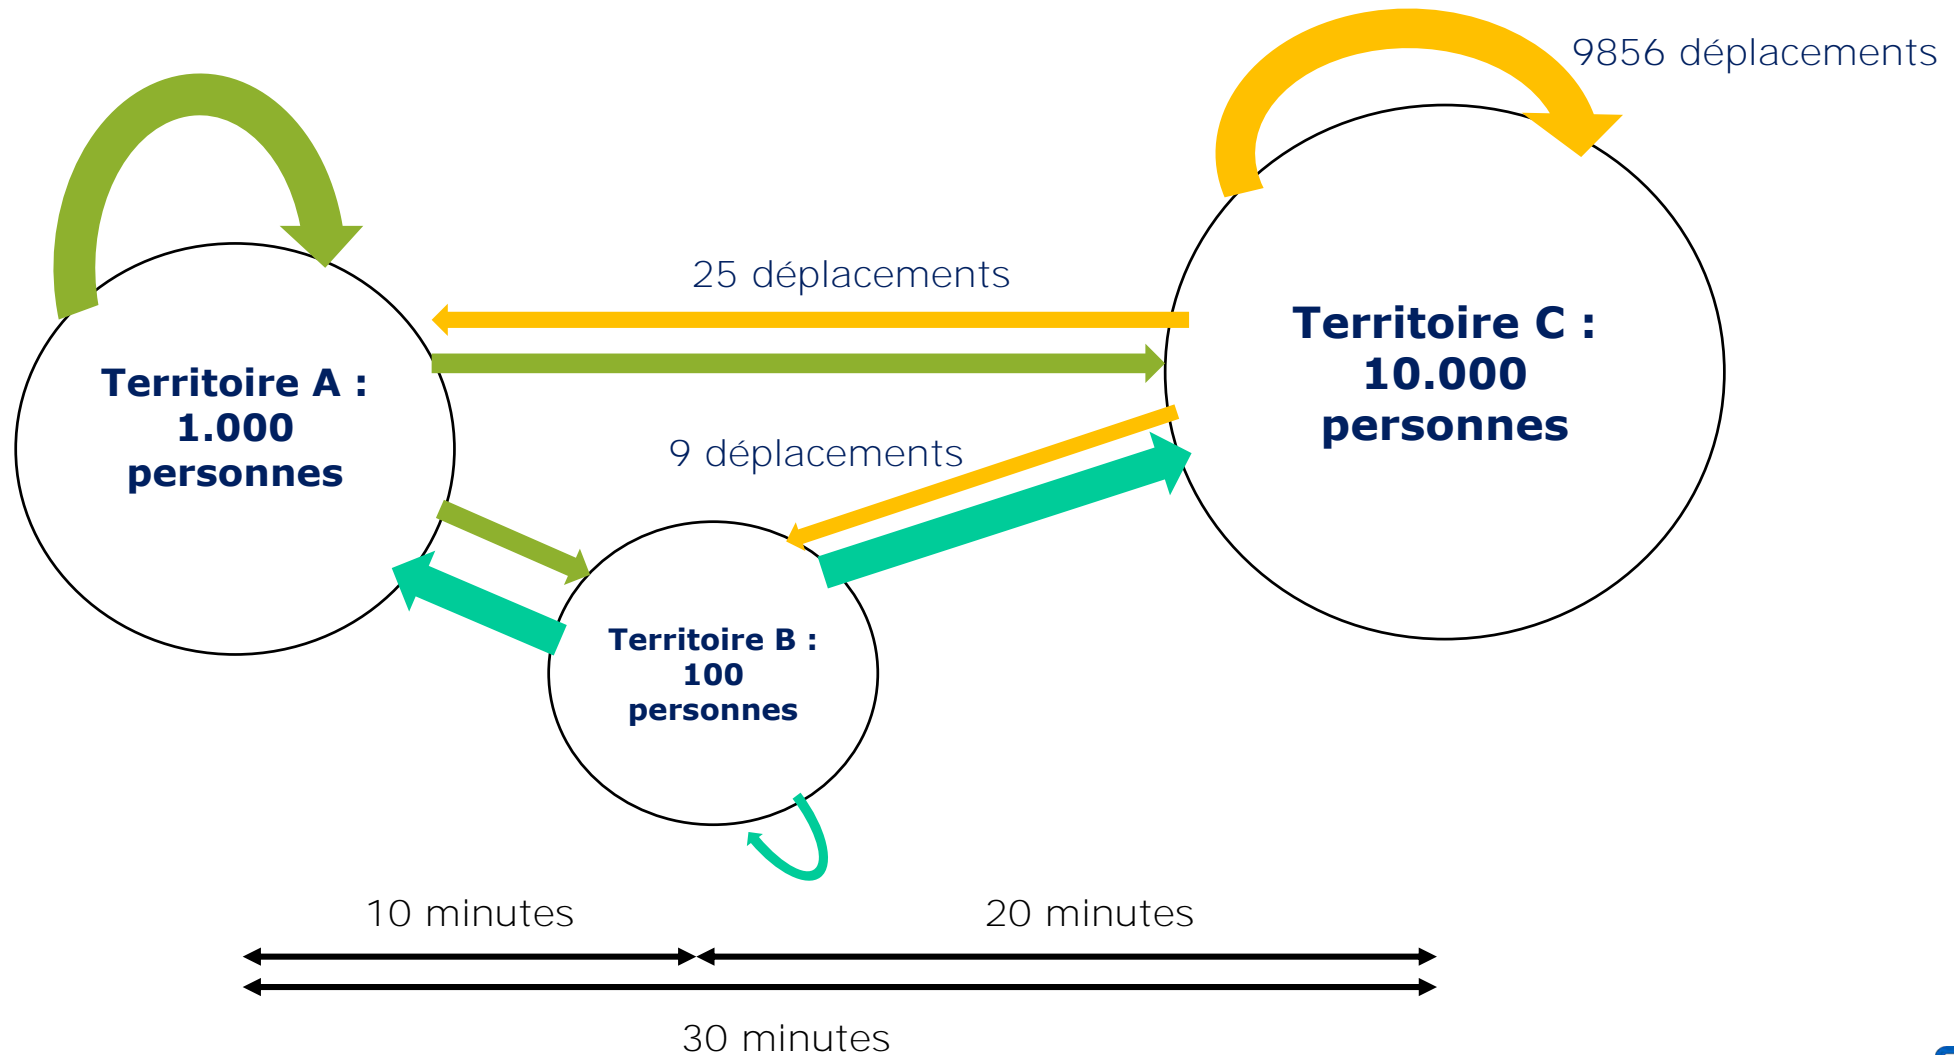 9856 déplacements
25 déplacements
Territoire C :
10.000
personnes
Territoire A :
1.000
personnes
9 déplacements
Territoire B :
100
personnes
10 minutes
20 minutes
30 minutes